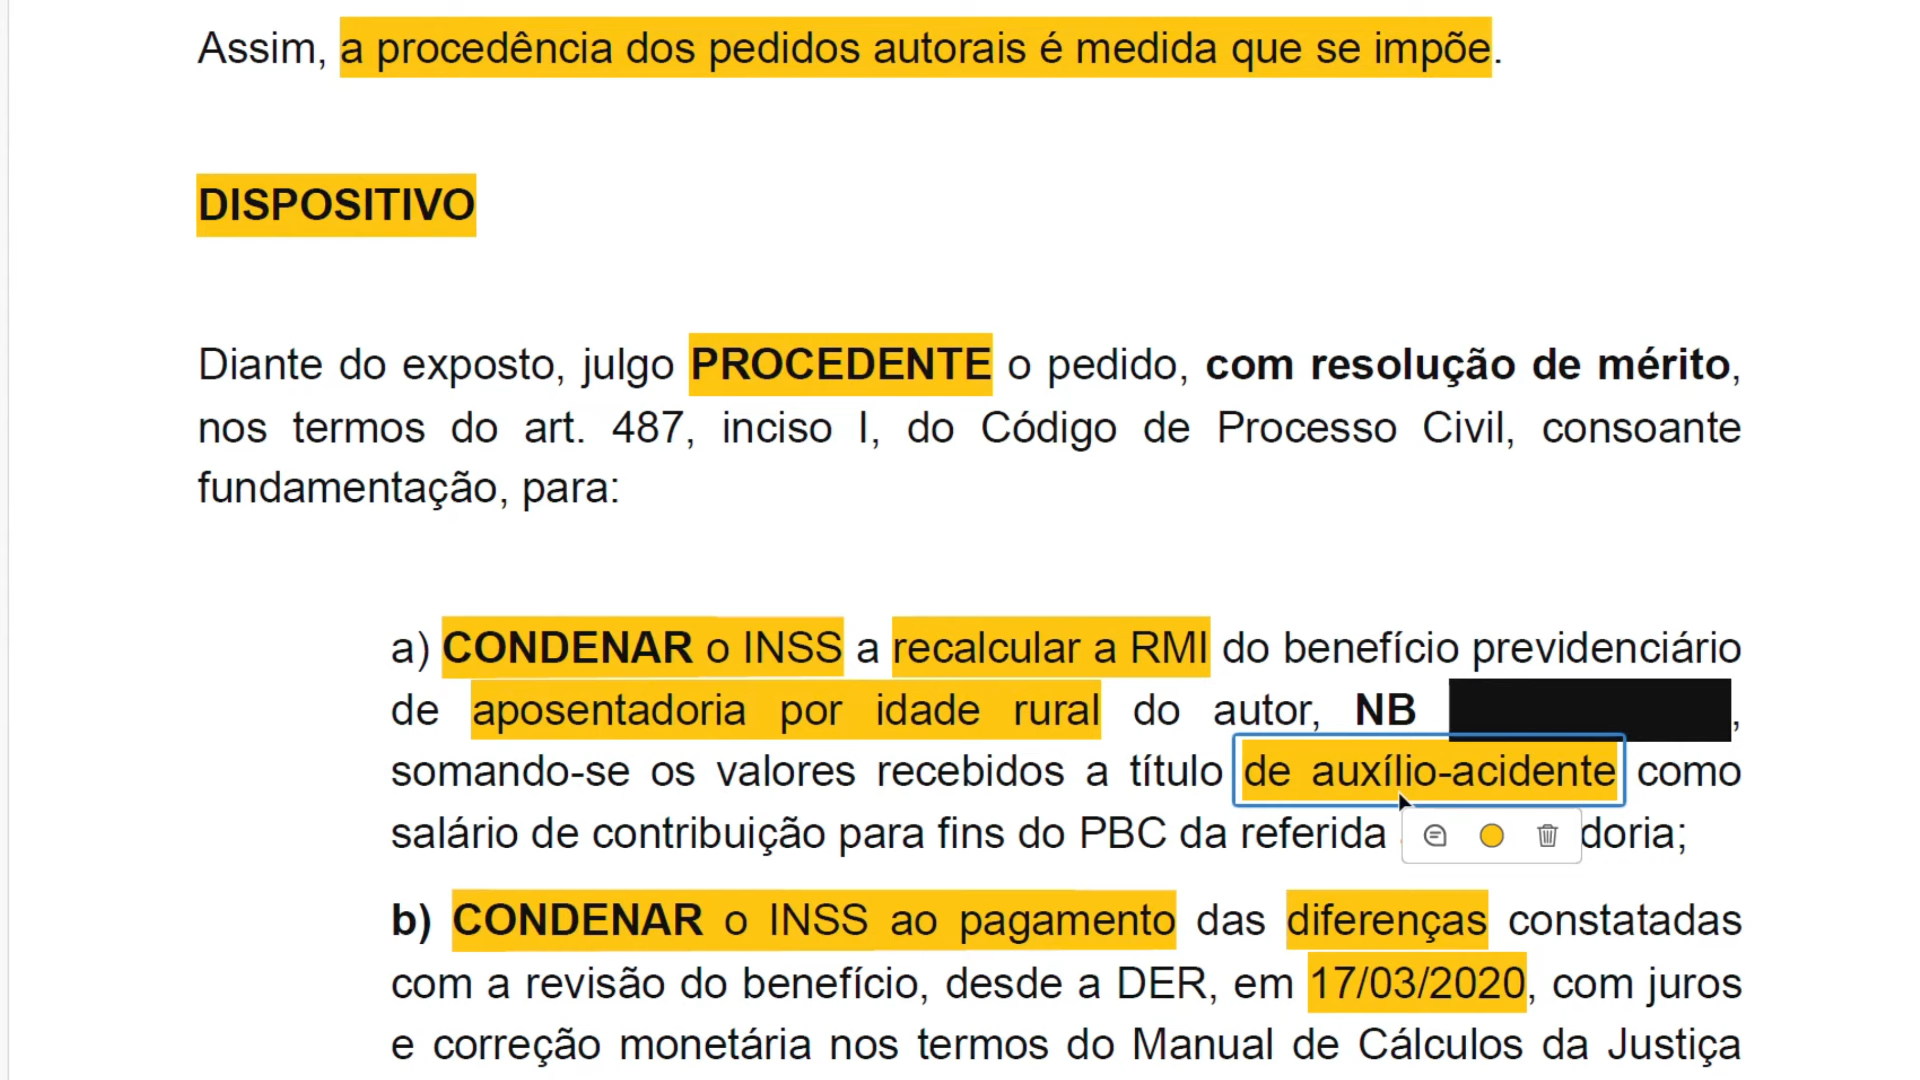 Assim, a procedência dos pedidos autorais é medida que se impõe.
DISPOSITIVO
Diante do exposto, julgo PROCEDENTE o pedido, com resolução de mérito,
nos termos do art. 487, inciso I, do Código de Processo Civil, consoante
fundamentação, para:
a) CONDENAR o INSS a recalcular a RMI do benefício previdenciário
de aposentadoria por idade rural do autor, NB ,
somando-se os valores recebidos a título de auxílio-acidente como
salário de contribuição para fins do PBC da referida doria;
b) CONDENAR o INSS ao pagamento das diferenças constatadas
com a revisão do benefício, desde a DER, em 17/03/2020, com juros
e correção monetária nos termos do Manual de Cálculos da Justiça